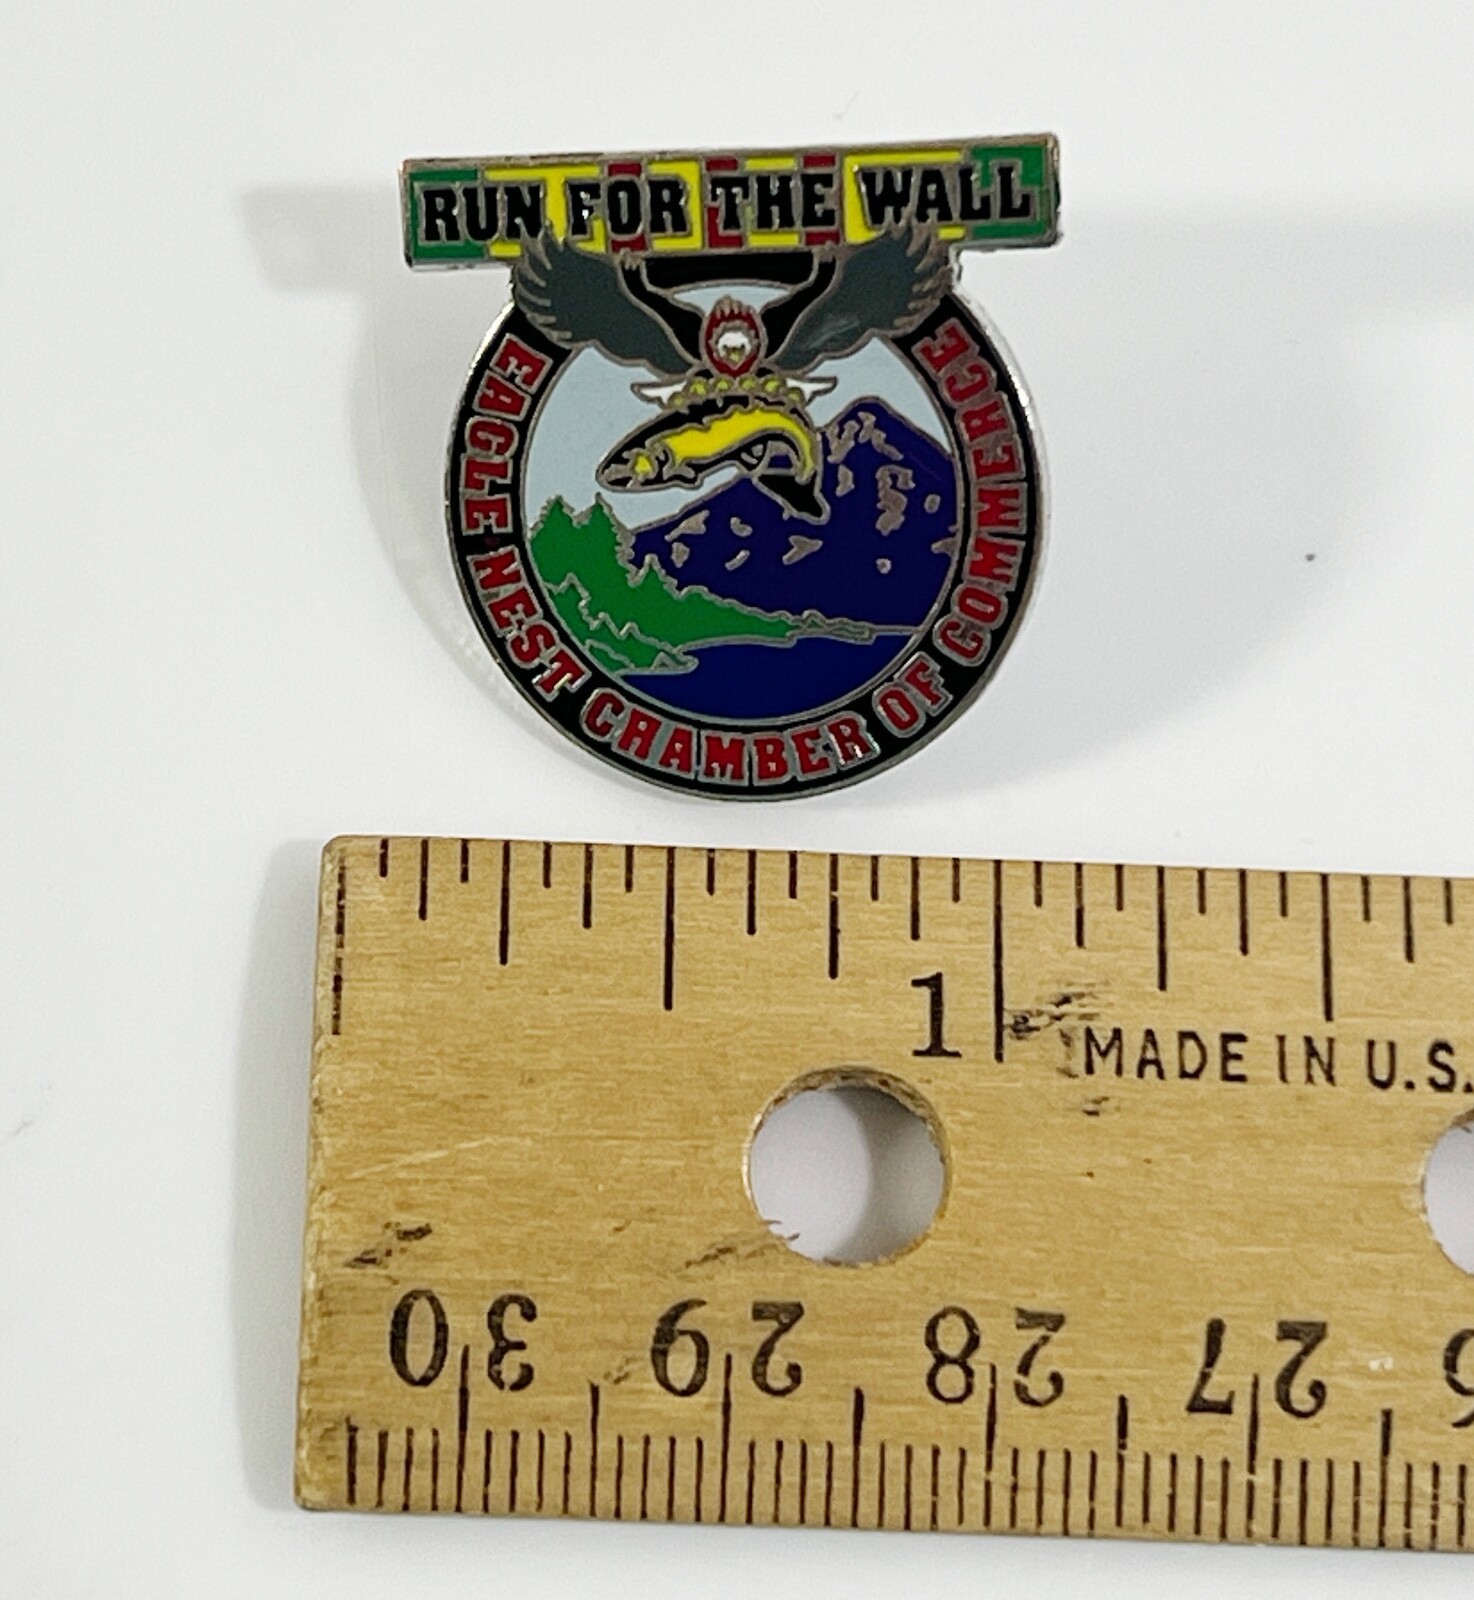 RUN FOR THE WALL
EAGLE NEST CHAMBER OF COMMERCE
1
MADE IN U.S.
30 29 28 27